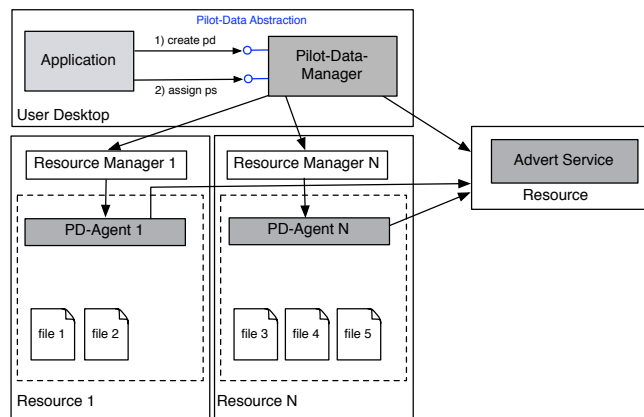 Pilot-Data Abstraction
Application
1) create pd
2) assign ps
Pilot-Data-
Manager
User Desktop
Resource Manager 1
Resource Manager N
Advert Service
Resource
PD-Agent 1
PD-Agent N
file 1
file 2
file 3
file 4
file 5
Resource 1
Resource N